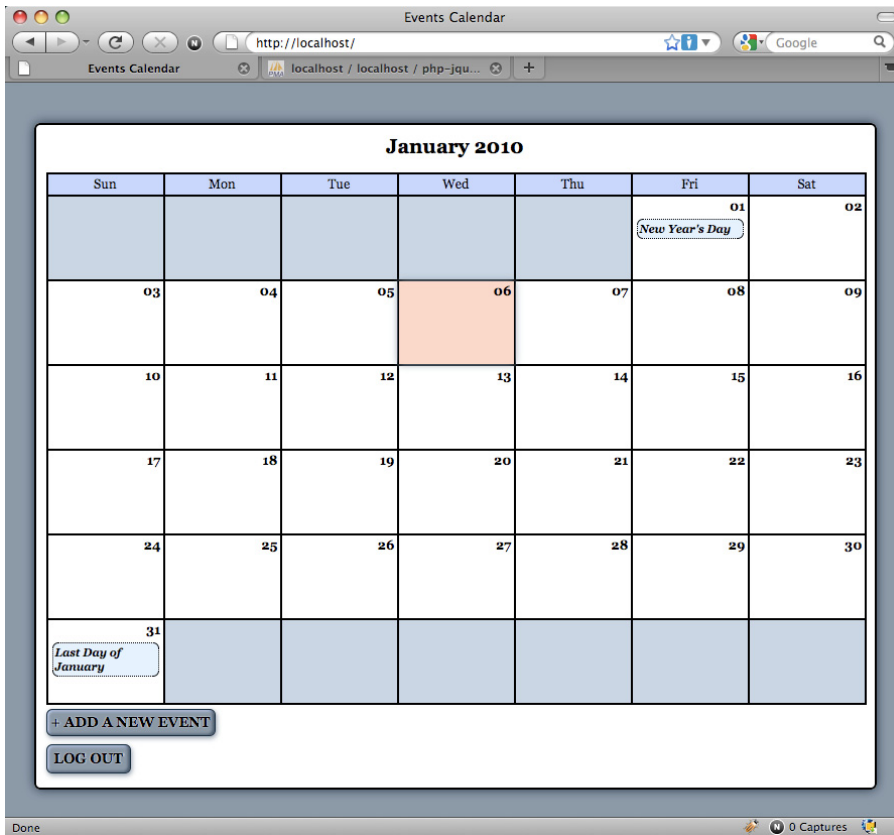 Events Calendar
http://localhost/
Google
Events Calendar
localhost / localhost / php-jqu...
PMA
January 2010
Sun Mon Tue Wed Thu Fri Sat
01 02
New Year's Day
03 04 05 06 07 08 09
10 11 12 13 14 15 16
17 18 19 20 21 22 23
24 25 26 27 28 29 30
31
Last Day of
January
+ ADD A NEW EVENT
LOG OUT
Done
N 0 Captures